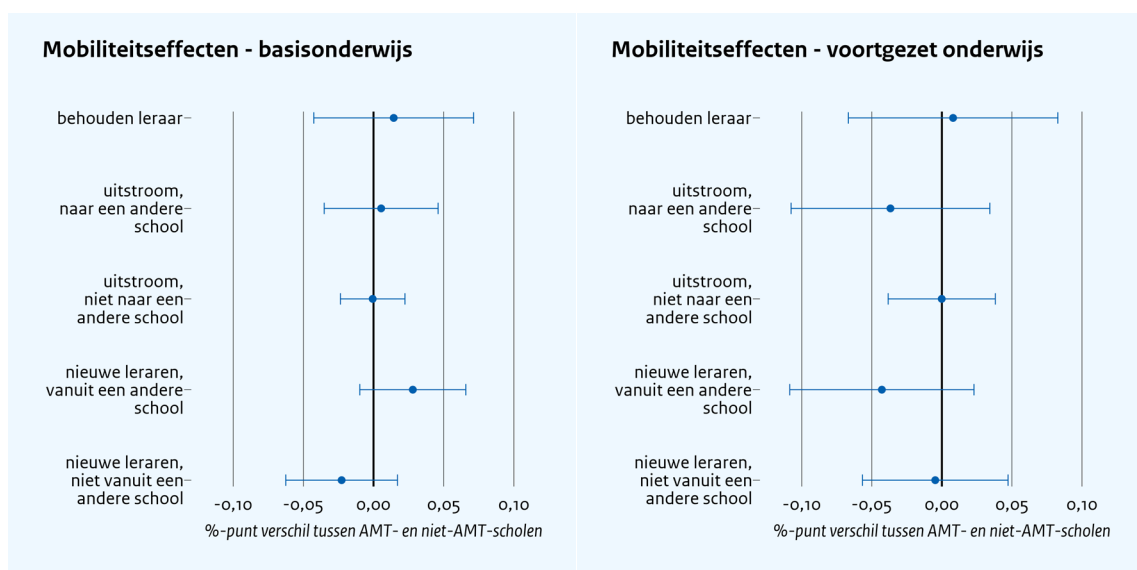 Mobiliteitseffecten - basisonderwijs
behouden leraar
uitstroom,
naar een andere
school
uitstroom,
niet naar een
andere school
nieuwe leraren,
vanuit een andere
school
nieuwe leraren,
niet vanuit een
andere school
-0,10 -0,05 0,00 0,05 0,10
%-punt verschil tussen AMT- en niet-AMT-scholen
Mobiliteitseffecten - voortgezet onderwijs
behouden leraar
uitstroom,
naar een andere
school
uitstroom,
niet naar een
andere school
nieuwe leraren,
vanuit een andere
school
nieuwe leraren,
niet vanuit een
andere school
-0,10 -0,05 0,00 0,05 0,10
%-punt verschil tussen AMT- en niet-AMT-scholen